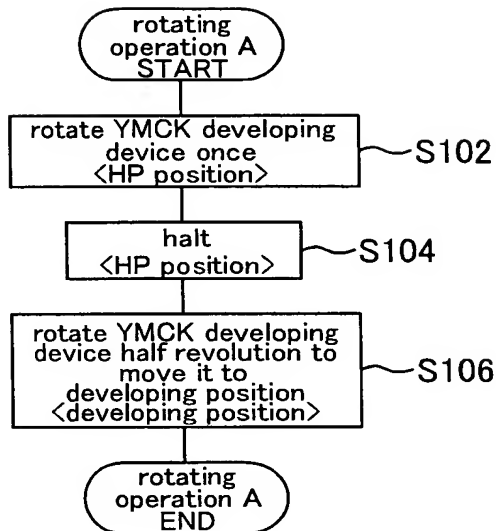 rotating
operation A
START
rotate YMCK developing
device once
<HP position>
S102
halt
<HP position>
S104
rotate YMCK developing
device half revolution to
move it to
developing position
<developing position>
S106
rotating
operation A
END